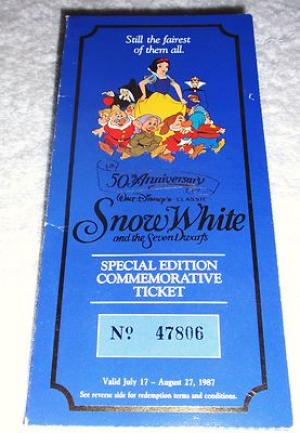 Still the fairest
of them all.
50th Anniversary
Walt Disney's CLASSIC
Snow White
and the Seven Dwarfs
SPECIAL EDITION
COMMEMORATIVE
TICKET
Nº 47806
Valid July 17 – August 27, 1987
See reverse side for redemption terms and conditions.